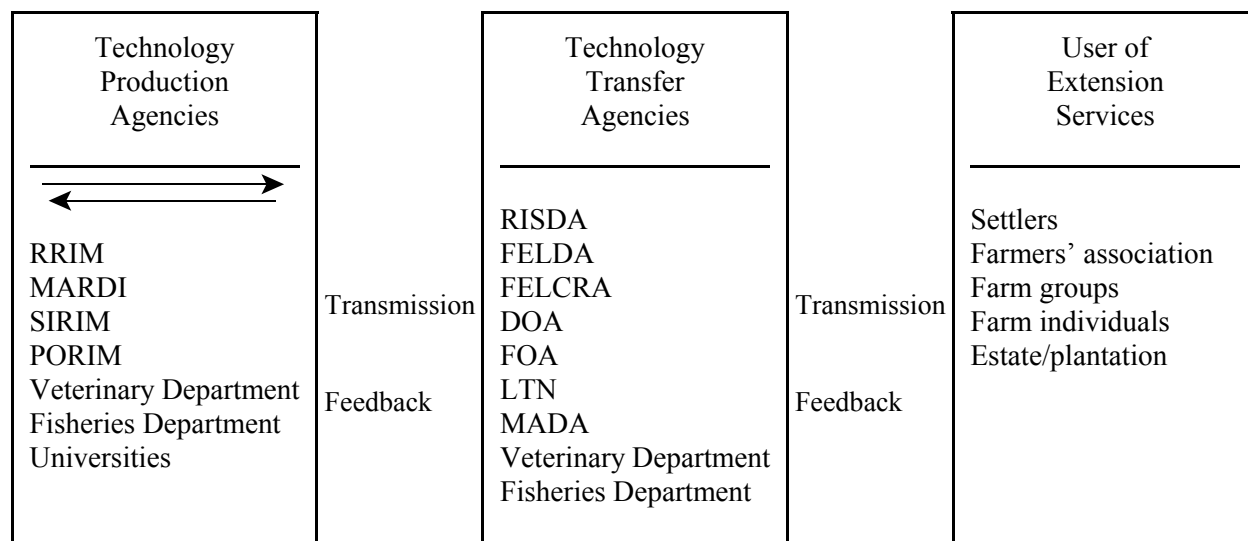 Technology
Production
Agencies
RRIM
MARDI
SIRIM
PORIM
Veterinary Department
Fisheries Department
Universities
Transmission
Feedback
Technology
Transfer
Agencies
RISDA
FELDA
FELCRA
DOA
FOA
LTN
MADA
Veterinary Department
Fisheries Department
Transmission
Feedback
User of
Extension
Services
Settlers
Farmers’ association
Farm groups
Farm individuals
Estate/plantation